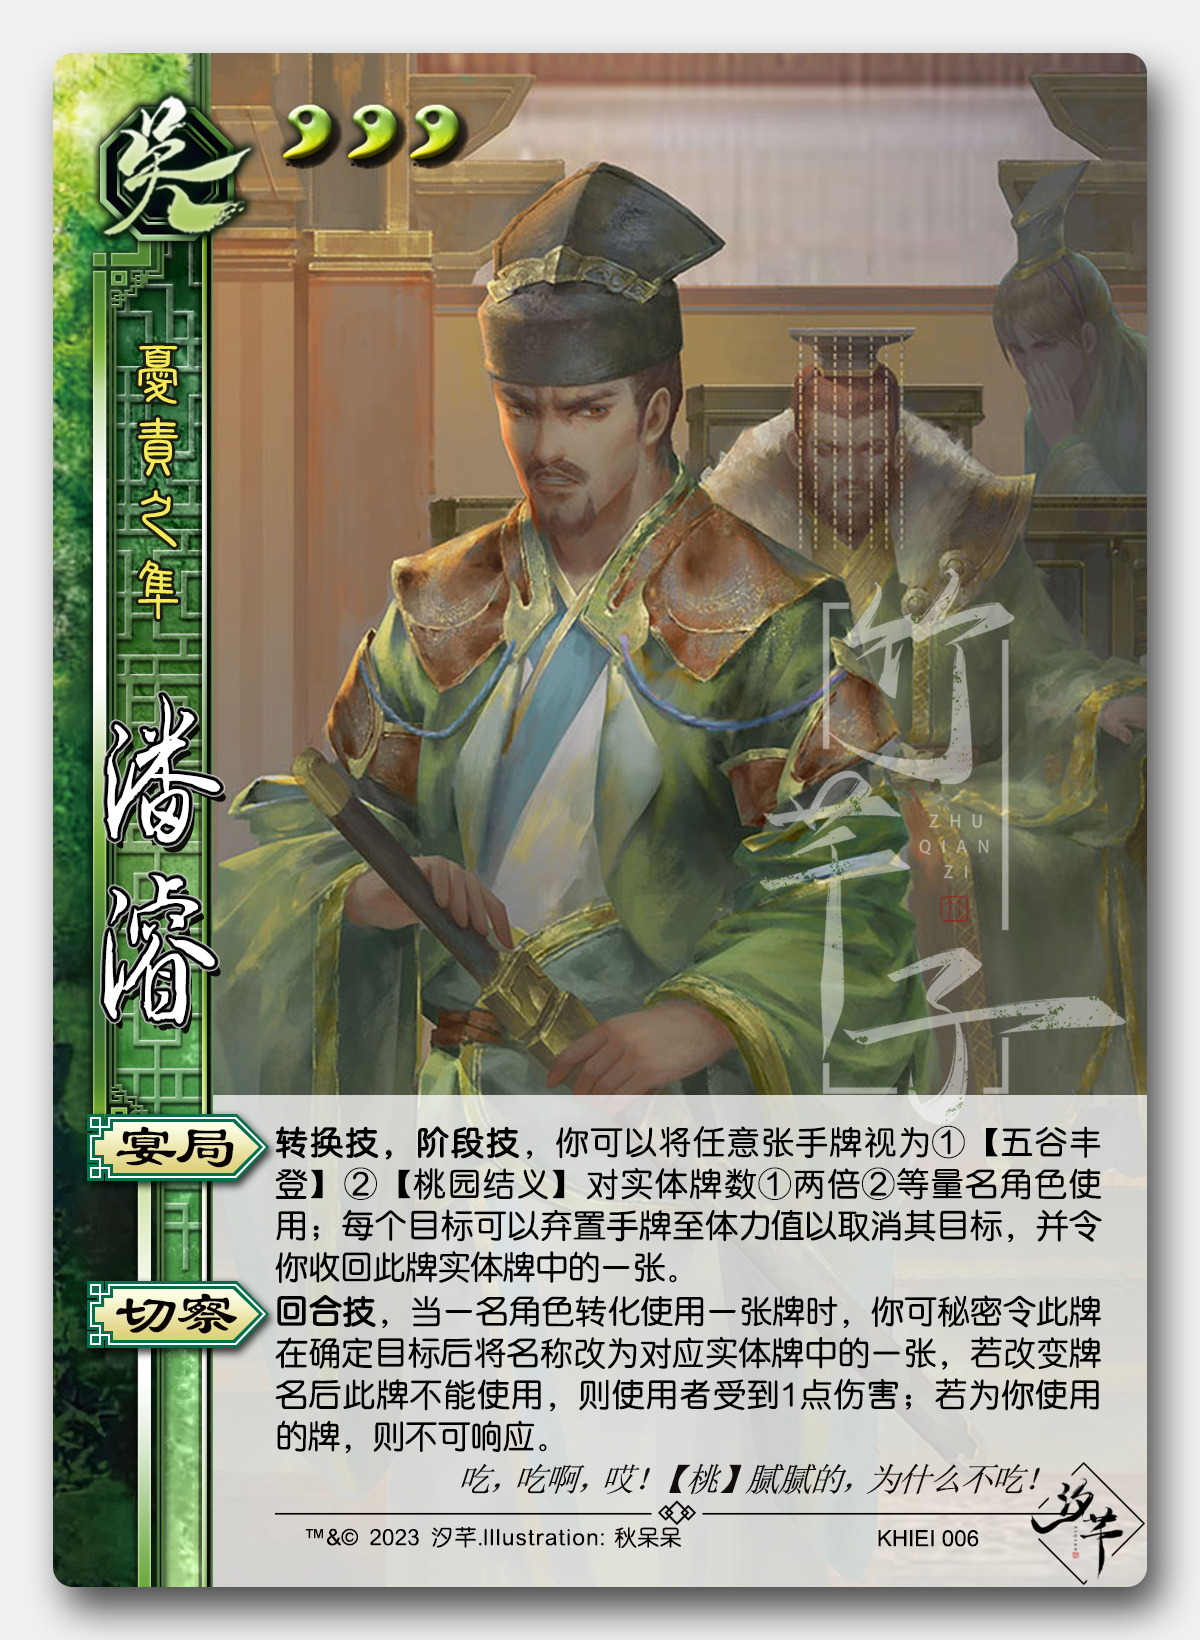 吴
憂責之隼
潘濬
竹芊子
ZHU
QIAN
ZI
宴局
转换技，阶段技，你可以将任意张手牌视为①【五谷丰
登】②【桃园结义】对实体牌数①两倍②等量名角色使
用；每个目标可以弃置手牌至体力值以取消其目标，并令
你收回此牌实体牌中的一张。
切察
回合技，当一名角色转化使用一张牌时，你可秘密令此牌
在确定目标后将名称改为对应实体牌中的一张，若改变牌
名后此牌不能使用，则使用者受到1点伤害；若为你使用
的牌，则不可响应。
吃，吃啊，哎！【桃】腻腻的，为什么不吃！
™&© 2023 汐芊.Illustration: 秋呆呆
KHIEI 006
汐芊